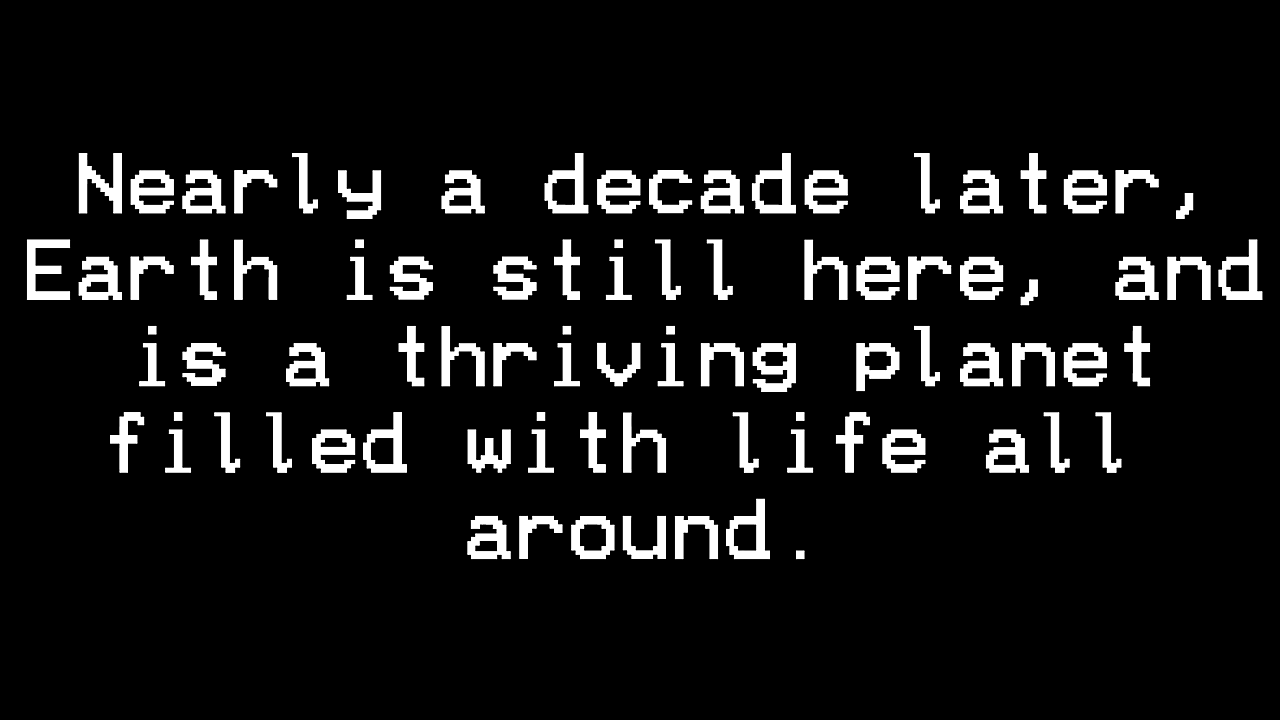 Nearly a decade later,
Earth is still here, and
is a thriving planet
filled with life all
around.